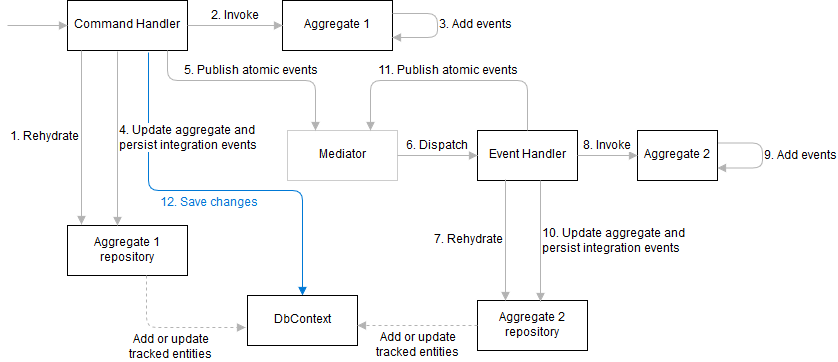 Command Handler
2. Invoke
Aggregate 1
3. Add events
5. Publish atomic events
11. Publish atomic events
1. Rehydrate
4. Update aggregate and
persist integration events
Mediator
6. Dispatch
Event Handler
8. Invoke
Aggregate 2
9. Add events
12. Save changes
Aggregate 1
repository
7. Rehydrate
10. Update aggregate and
persist integration events
DbContext
Aggregate 2
repository
Add or update
tracked entities
Add or update
tracked entities